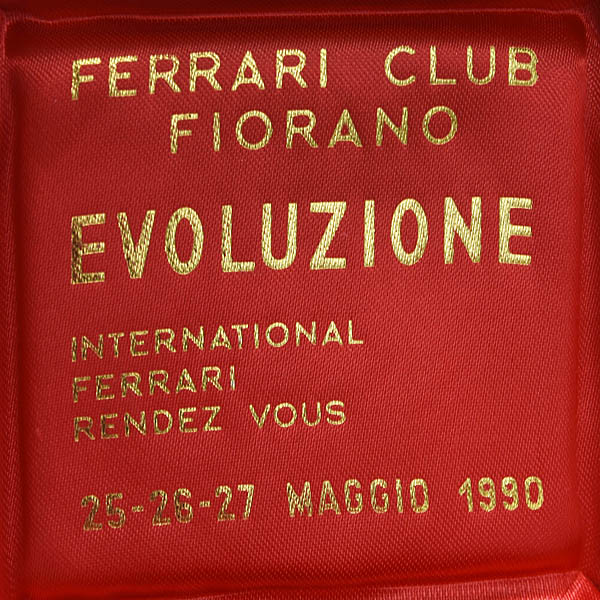 FERRARI CLUB
FIORANO
EVOLUZIONE
INTERNATIONAL
FERRARI
RENDEZ VOUS
25-26-27 MAGGIO 1990